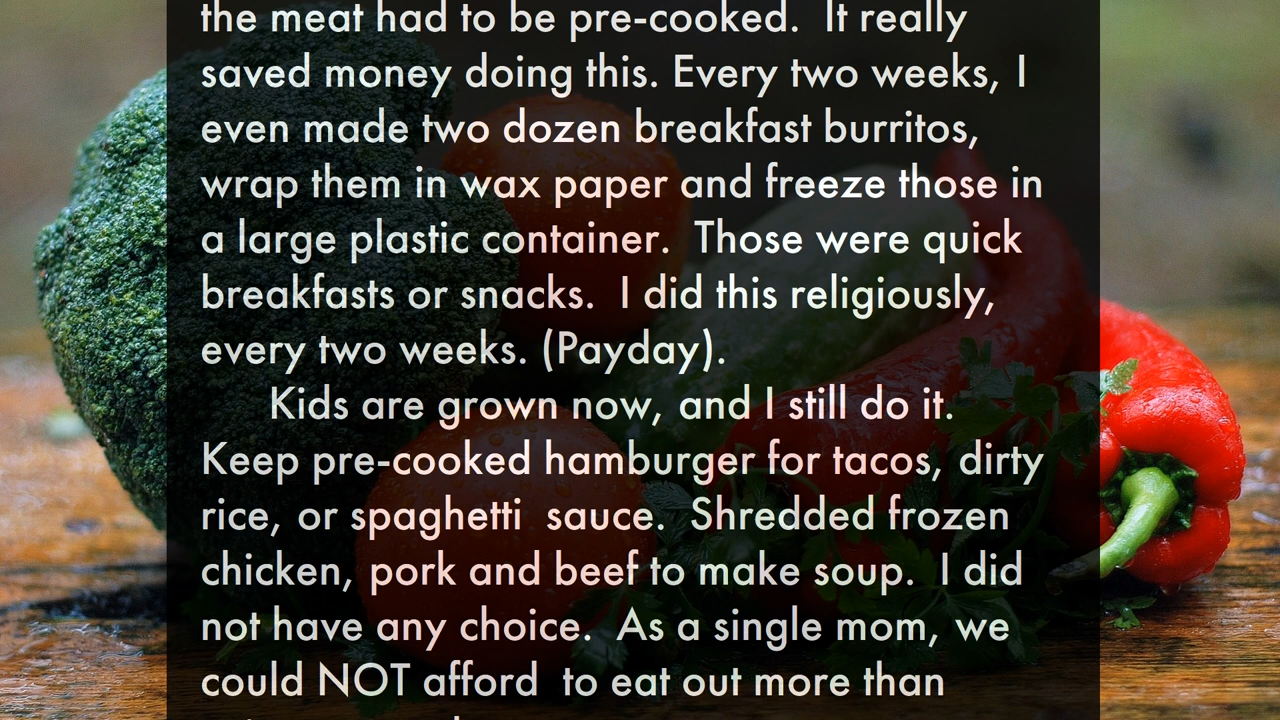 the meat had to be pre-cooked.  It really
saved money doing this. Every two weeks, I
even made two dozen breakfast burritos,
wrap them in wax paper and freeze those in
a large plastic container.  Those were quick
breakfasts or snacks.  I did this religiously,
every two weeks. (Payday).
Kids are grown now, and I still do it.
Keep pre-cooked hamburger for tacos, dirty
rice, or spaghetti  sauce.  Shredded frozen
chicken, pork and beef to make soup.  I did
not have any choice.  As a single mom, we
could NOT afford  to eat out more than